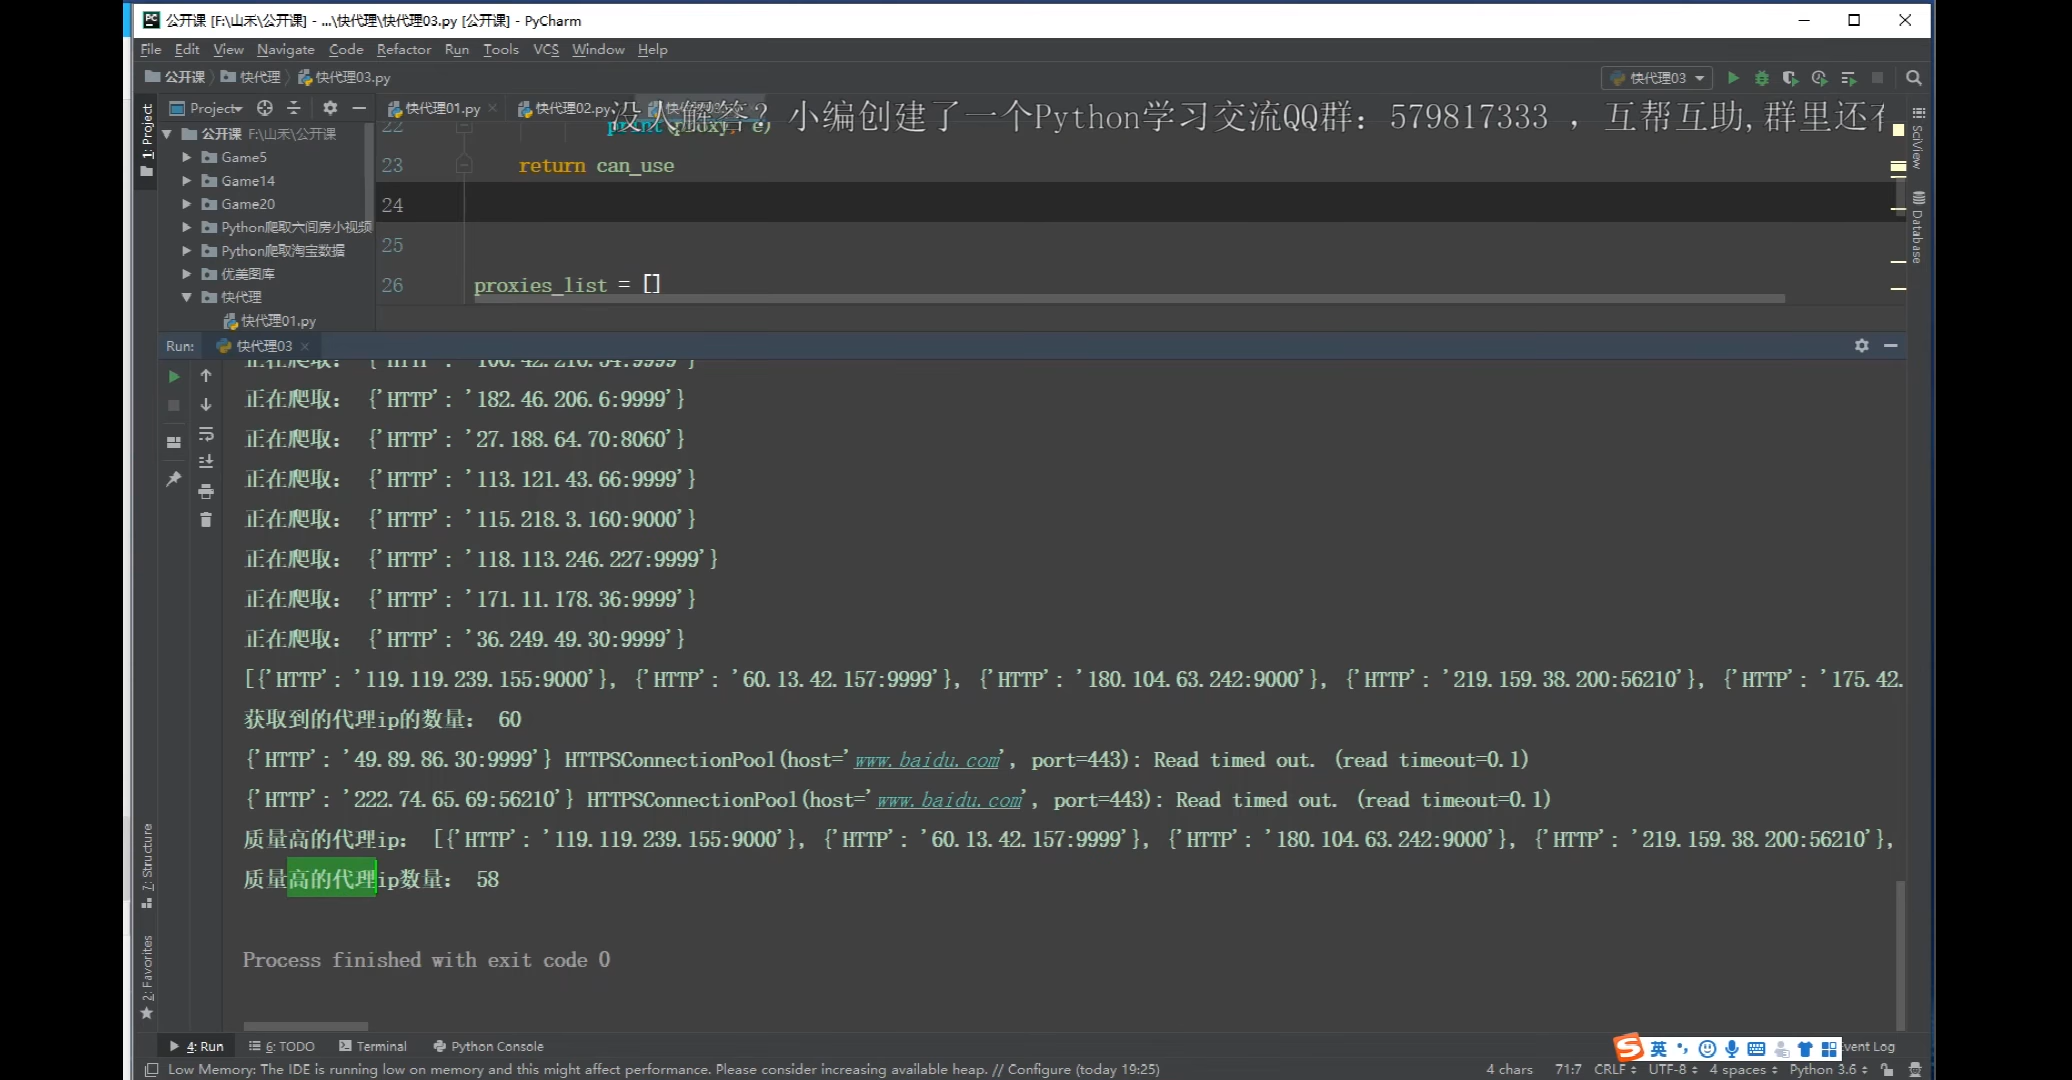 公开课 [F:\山禾\公开课] - ...\快代理\快代理03.py [公开课] - PyCharm
File Edit View Navigate Code Refactor Run Tools VCS Window Help
公开课 快代理 快代理03.py
快代理03
Project
快代理01.py
快代理02.py
没人解答? 小编创建了一个Python学习交流QQ群: 579817333 , 互帮互助,群里还有
1: Project
公开课 F:\山禾\公开课
Game5
Game14
Game20
Python爬取六间房小视频
Python爬取淘宝数据
优美图库
快代理
快代理01.py
22 print(proxy, e)
23 return can_use
24
25
26 proxies_list = []
SciView
Database
Run: 快代理03
正在爬取: {'HTTP': '182.46.206.6:9999'}
正在爬取: {'HTTP': '27.188.64.70:8060'}
正在爬取: {'HTTP': '113.121.43.66:9999'}
正在爬取: {'HTTP': '115.218.3.160:9000'}
正在爬取: {'HTTP': '118.113.246.227:9999'}
正在爬取: {'HTTP': '171.11.178.36:9999'}
正在爬取: {'HTTP': '36.249.49.30:9999'}
[{'HTTP': '119.119.239.155:9000'}, {'HTTP': '60.13.42.157:9999'}, {'HTTP': '180.104.63.242:9000'}, {'HTTP': '219.159.38.200:56210'}, {'HTTP': '175.42.
获取到的代理ip的数量: 60
{'HTTP': '49.89.86.30:9999'} HTTPSConnectionPool(host='www.baidu.com', port=443): Read timed out. (read timeout=0.1)
{'HTTP': '222.74.65.69:56210'} HTTPSConnectionPool(host='www.baidu.com', port=443): Read timed out. (read timeout=0.1)
质量高的代理ip: [{'HTTP': '119.119.239.155:9000'}, {'HTTP': '60.13.42.157:9999'}, {'HTTP': '180.104.63.242:9000'}, {'HTTP': '219.159.38.200:56210'},
质量高的代理ip数量: 58
Process finished with exit code 0
7: Structure
2: Favorites
4: Run 6: TODO Terminal Python Console
英
vent Log
Low Memory: The IDE is running low on memory and this might affect performance. Please consider increasing available heap. // Configure (today 19:25)
4 chars 71:7 CRLF UTF-8 4 spaces Python 3.6